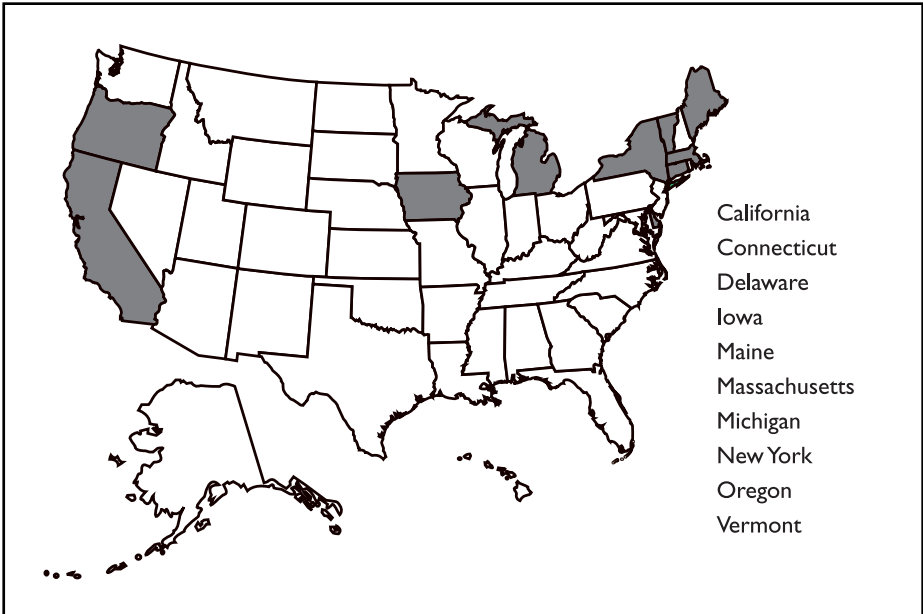 California
Connecticut
Delaware
Iowa
Maine
Massachusetts
Michigan
New York
Oregon
Vermont